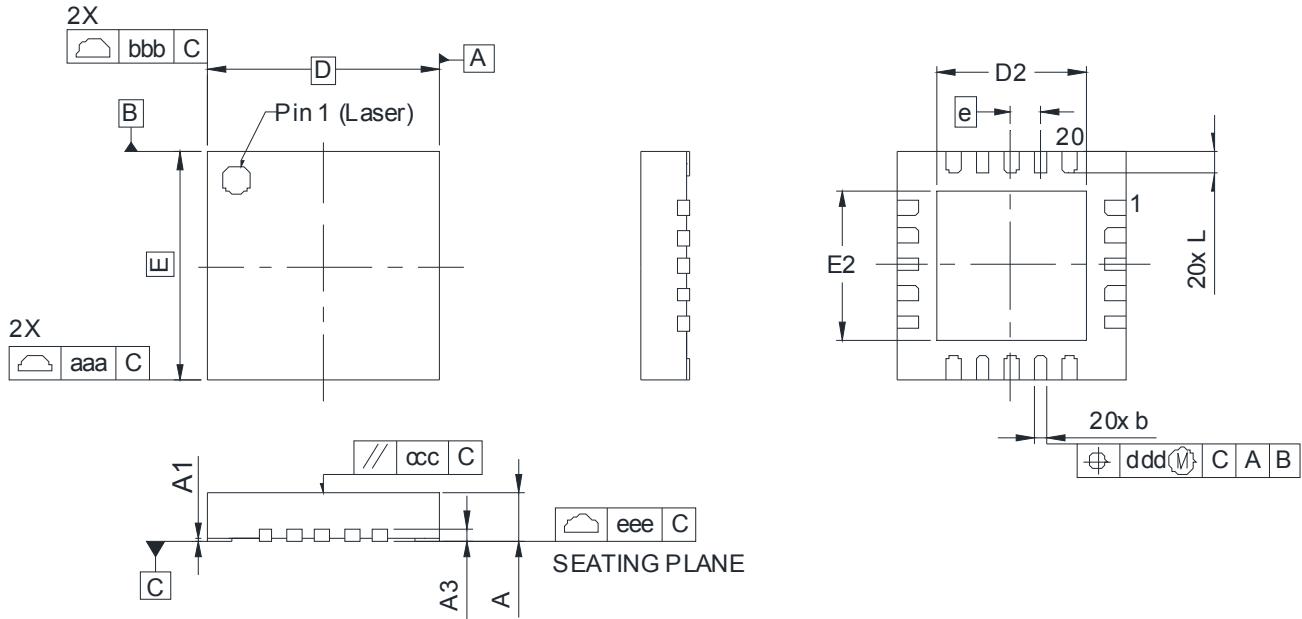 2X
bbb C
D
A
B
Pin 1 (Laser)
E
2X
aaa C
D2
e
20
1
E2
20x L
20x b
ddd M C A B
// ccc C
A1
A3
A
eee C
SEATING PLANE
C